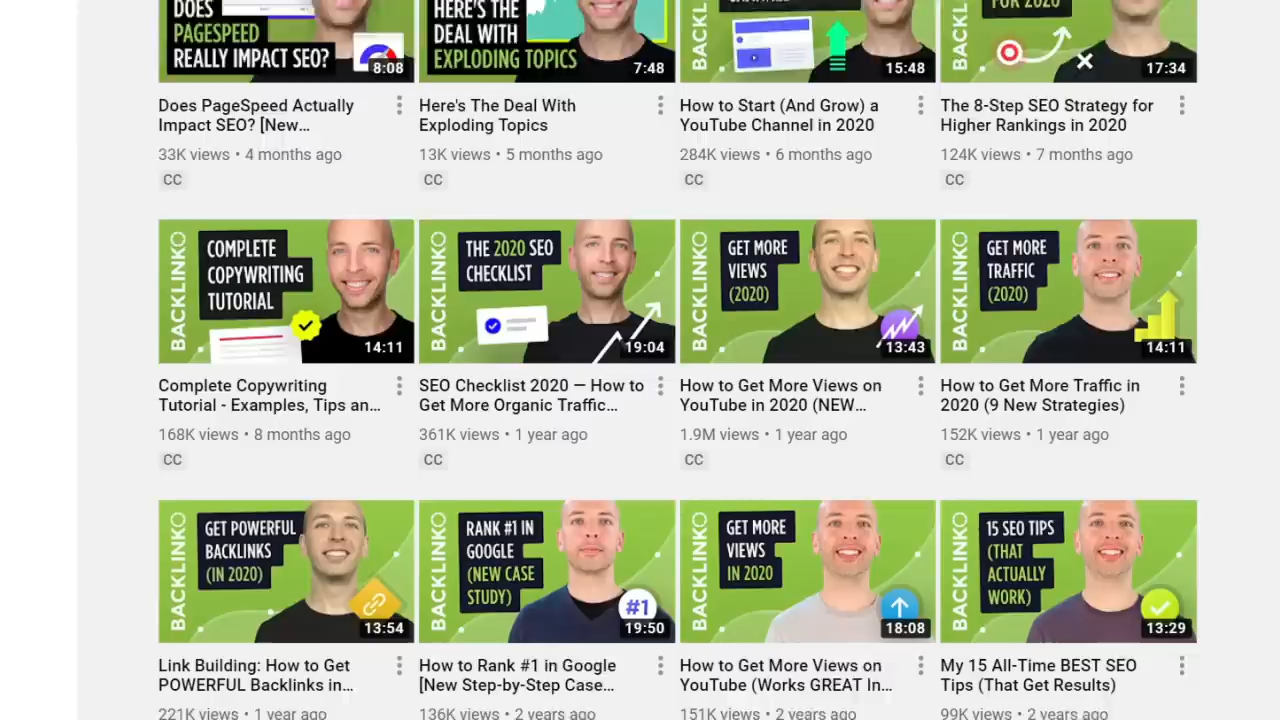 DOES
PAGESPEED
REALLY IMPACT SEO?
8:08
HERE'S THE
DEAL WITH
EXPLODING TOPICS
7:48
BACKLINKO
15:48
BACKLINKO
FOR 2020
17:34
Does PageSpeed Actually
Impact SEO? [New...
33K views • 4 months ago
CC
Here's The Deal With
Exploding Topics
13K views • 5 months ago
CC
How to Start (And Grow) a
YouTube Channel in 2020
284K views • 6 months ago
CC
The 8-Step SEO Strategy for
Higher Rankings in 2020
124K views • 7 months ago
CC
BACKLINKO
COMPLETE
COPYWRITING
TUTORIAL
14:11
BACKLINKO
THE 2020 SEO
CHECKLIST
19:04
BACKLINKO
GET MORE
VIEWS
(2020)
13:43
BACKLINKO
GET MORE
TRAFFIC
(2020)
14:11
Complete Copywriting
Tutorial - Examples, Tips an...
168K views • 8 months ago
CC
SEO Checklist 2020 — How to
Get More Organic Traffic...
361K views • 1 year ago
CC
How to Get More Views on
YouTube in 2020 (NEW...
1.9M views • 1 year ago
CC
How to Get More Traffic in
2020 (9 New Strategies)
152K views • 1 year ago
CC
BACKLINKO
GET POWERFUL
BACKLINKS
(IN 2020)
13:54
BACKLINKO
RANK #1 IN
GOOGLE
(NEW CASE
STUDY)
#1
19:50
BACKLINKO
GET MORE
VIEWS
IN 2020
18:08
BACKLINKO
15 SEO TIPS
(THAT
ACTUALLY
WORK)
13:29
Link Building: How to Get
POWERFUL Backlinks in...
221K views • 1 year ago
How to Rank #1 in Google
[New Step-by-Step Case...
136K views • 2 years ago
How to Get More Views on
YouTube (Works GREAT In...
151K views • 2 years ago
My 15 All-Time BEST SEO
Tips (That Get Results)
99K views • 2 years ago